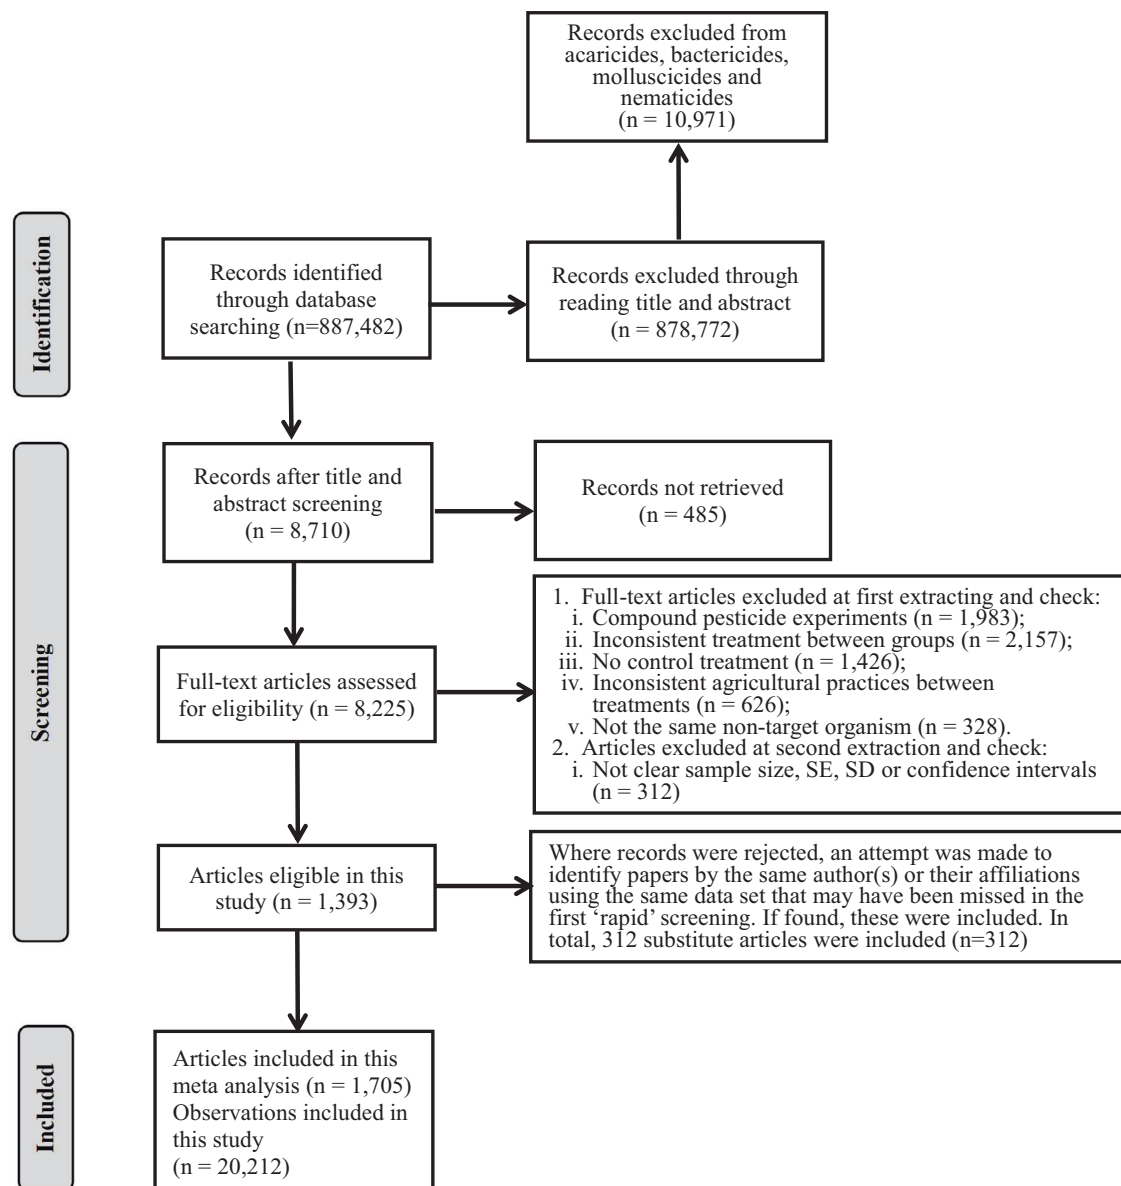 Records excluded from
acaricides, bactericides,
molluscicides and
nematicides
(n = 10,971)
Identification
Records identified
through database
searching (n=887,482)
Records excluded through
reading title and abstract
(n = 878,772)
Screening
Records after title and
abstract screening
(n = 8,710)
Records not retrieved
(n = 485)
Full-text articles assessed
for eligibility (n = 8,225)
1. Full-text articles excluded at first extracting and check:
i. Compound pesticide experiments (n = 1,983);
ii. Inconsistent treatment between groups (n = 2,157);
iii. No control treatment (n = 1,426);
iv. Inconsistent agricultural practices between
treatments (n = 626);
v. Not the same non-target organism (n = 328).
2. Articles excluded at second extraction and check:
i. Not clear sample size, SE, SD or confidence intervals
(n = 312)
Articles eligible in this
study (n = 1,393)
Where records were rejected, an attempt was made to
identify papers by the same author(s) or their affiliations
using the same data set that may have been missed in the
first ‘rapid’ screening. If found, these were included. In
total, 312 substitute articles were included (n=312)
Included
Articles included in this
meta analysis (n = 1,705)
Observations included in
this study
(n = 20,212)